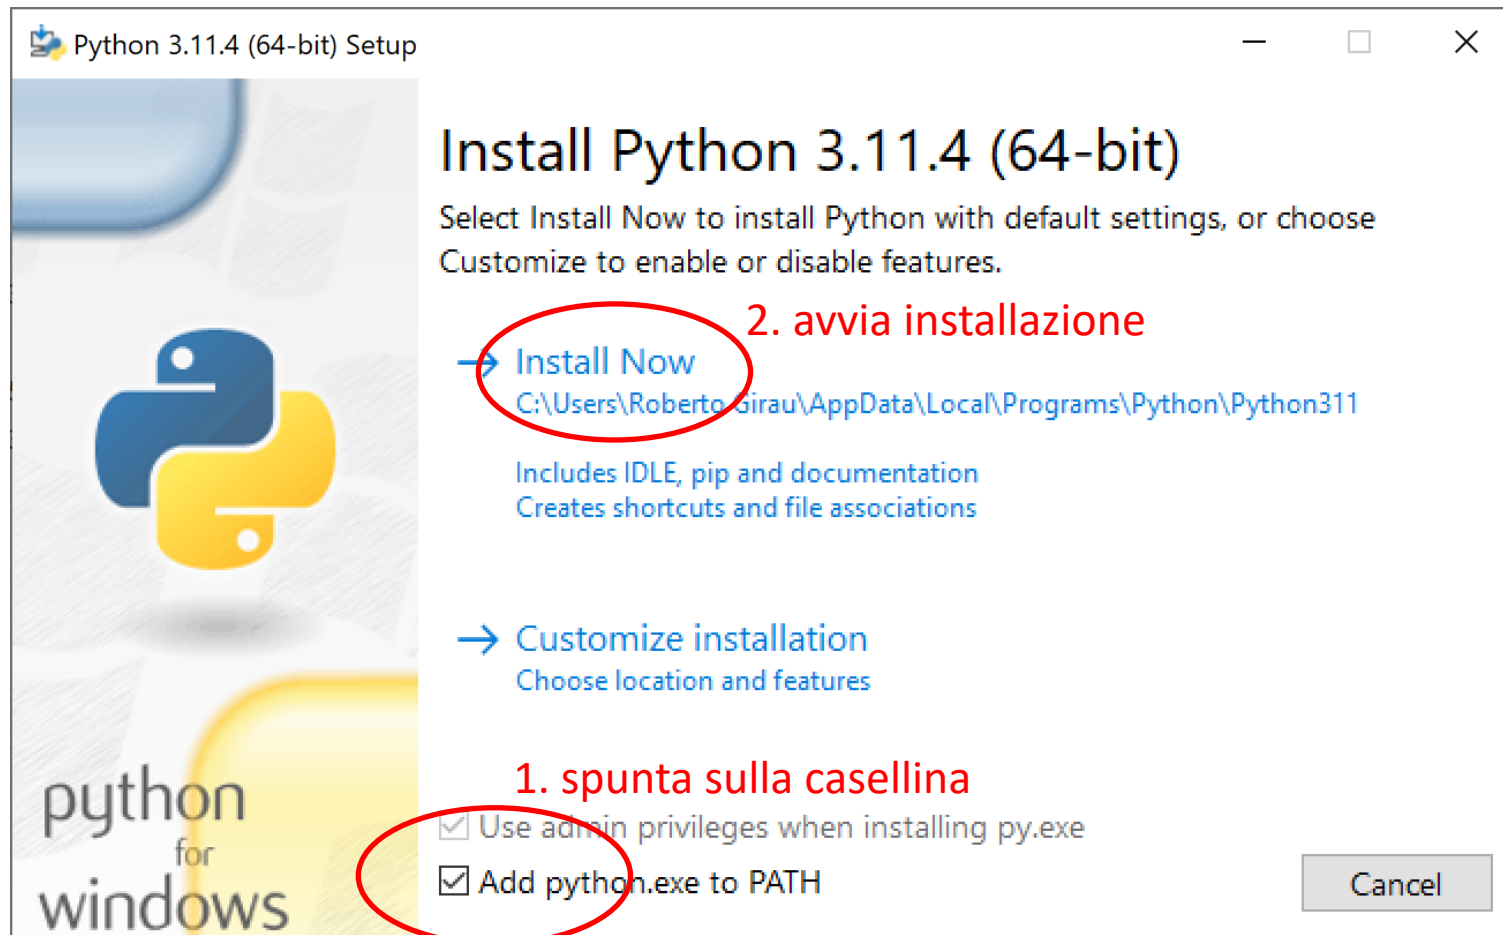 Python 3.11.4 (64-bit) Setup
Install Python 3.11.4 (64-bit)
Select Install Now to install Python with default settings, or choose
Customize to enable or disable features.
2. avvia installazione
Install Now
C:\Users\Roberto Girau\AppData\Local\Programs\Python\Python311
Includes IDLE, pip and documentation
Creates shortcuts and file associations
Customize installation
Choose location and features
1. spunta sulla casellina
Use admin privileges when installing py.exe
Add python.exe to PATH
Cancel
python
for
windows